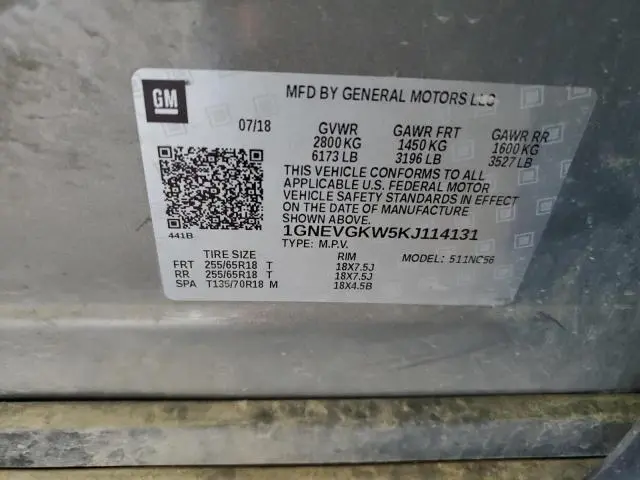 GM
MFD BY GENERAL MOTORS LLC
07/18 GVWR GAWR FRT GAWR RR
2800 KG 1450 KG 1600 KG
6173 LB 3196 LB 3527 LB
THIS VEHICLE CONFORMS TO ALL
APPLICABLE U.S. FEDERAL MOTOR
VEHICLE SAFETY STANDARDS IN EFFECT
ON THE DATE OF MANUFACTURE
SHOWN ABOVE.
441B
1GNEVGKW5KJ114131
TYPE: M.P.V. MODEL: 511NC56
TIRE SIZE RIM
FRT 255/65R18 T 18X7.5J
RR 255/65R18 T 18X7.5J
SPA T135/70R18 M 18X4.5B